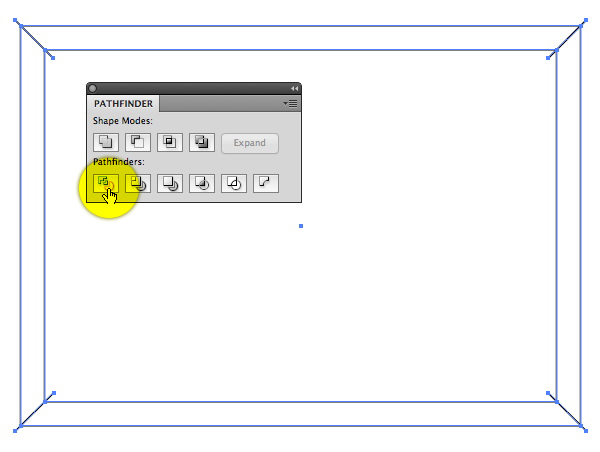 PATHFINDER
Shape Modes:
Expand
Pathfinders: